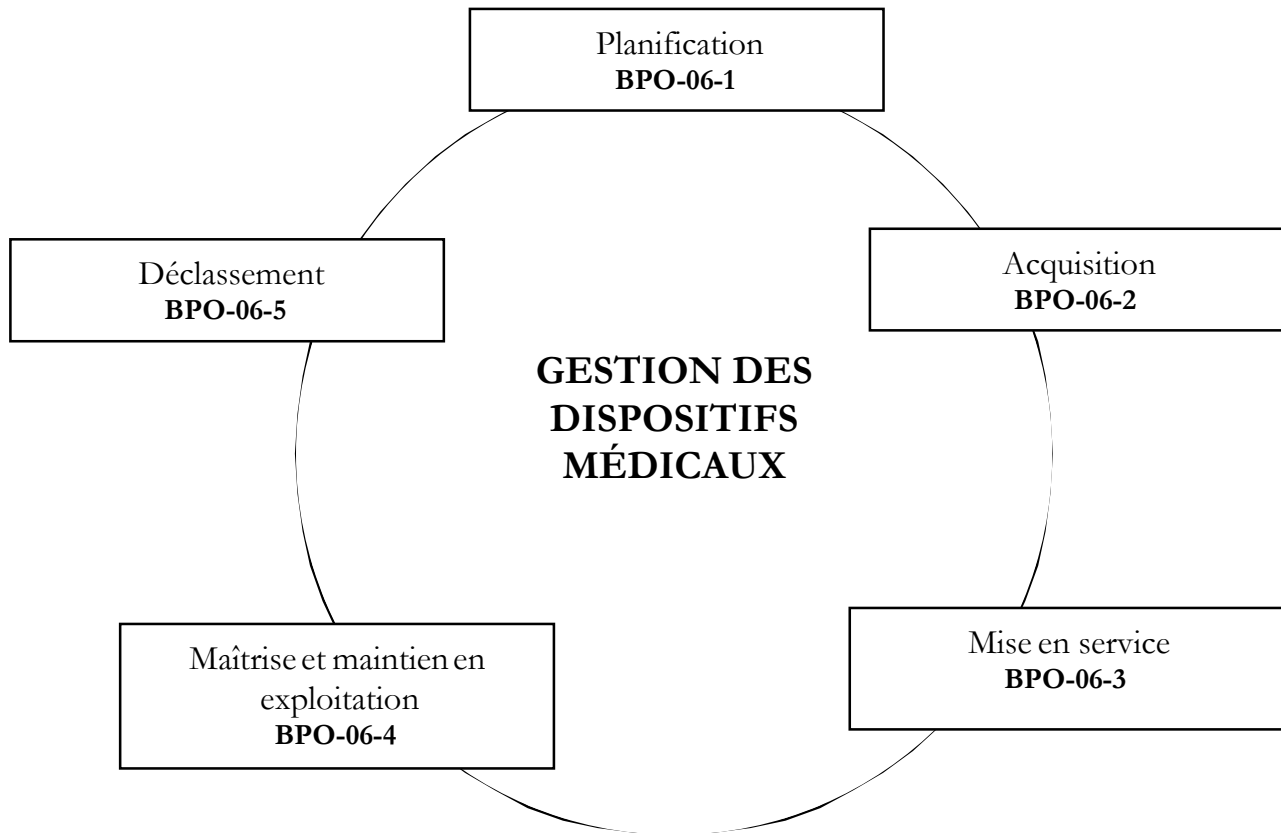 Planification
BPO-06-1
Déclassement
BPO-06-5
Acquisition
BPO-06-2
GESTION DES
DISPOSITIFS
MÉDICAUX
Maîtrise et maintien en
exploitation
BPO-06-4
Mise en service
BPO-06-3